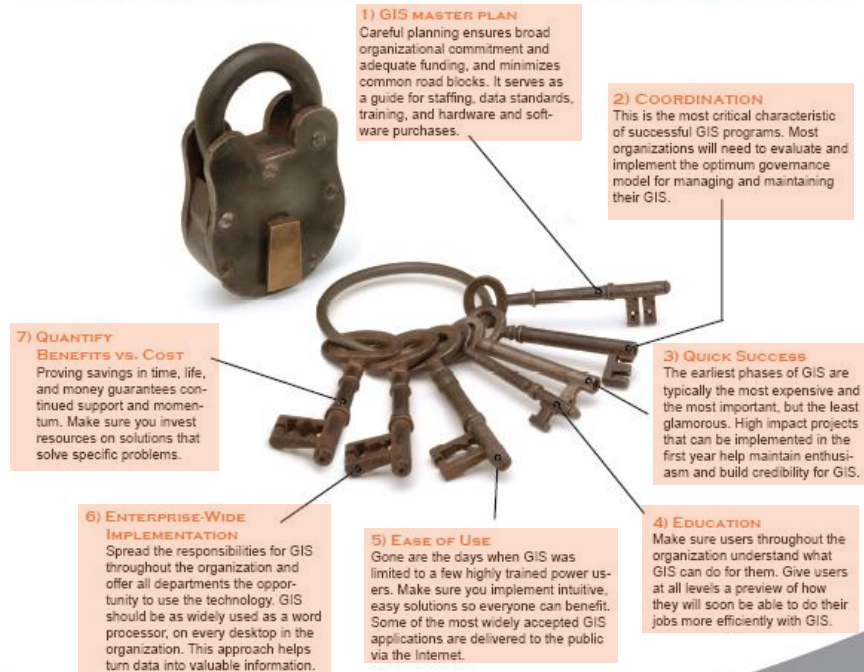 1) GIS MASTER PLAN
Careful planning ensures broad
organizational commitment and
adequate funding, and minimizes
common road blocks. It serves as
a guide for staffing, data standards,
training, and hardware and soft-
ware purchases.
2) COORDINATION
This is the most critical characteristic
of successful GIS programs. Most
organizations will need to evaluate and
implement the optimum governance
model for managing and maintaining
their GIS.
3) QUICK SUCCESS
The earliest phases of GIS are
typically the most expensive and
the most important, but the least
glamorous. High impact projects
that can be implemented in the
first year help maintain enthusi-
asm and build credibility for GIS.
4) EDUCATION
Make sure users throughout the
organization understand what
GIS can do for them. Give users
at all levels a preview of how
they will soon be able to do their
jobs more efficiently with GIS.
5) EASE OF USE
Gone are the days when GIS was
limited to a few highly trained power us-
ers. Make sure you implement intuitive,
easy solutions so everyone can benefit.
Some of the most widely accepted GIS
applications are delivered to the public
via the Internet.
6) ENTERPRISE-WIDE
IMPLEMENTATION
Spread the responsibilities for GIS
throughout the organization and
offer all departments the oppor-
tunity to use the technology. GIS
should be as widely used as a word
processor, on every desktop in the
organization. This approach helps
turn data into valuable information.
7) QUANTIFY
BENEFITS VS. COST
Proving savings in time, life,
and money guarantees con-
tinued support and momen-
tum. Make sure you invest
resources on solutions that
solve specific problems.